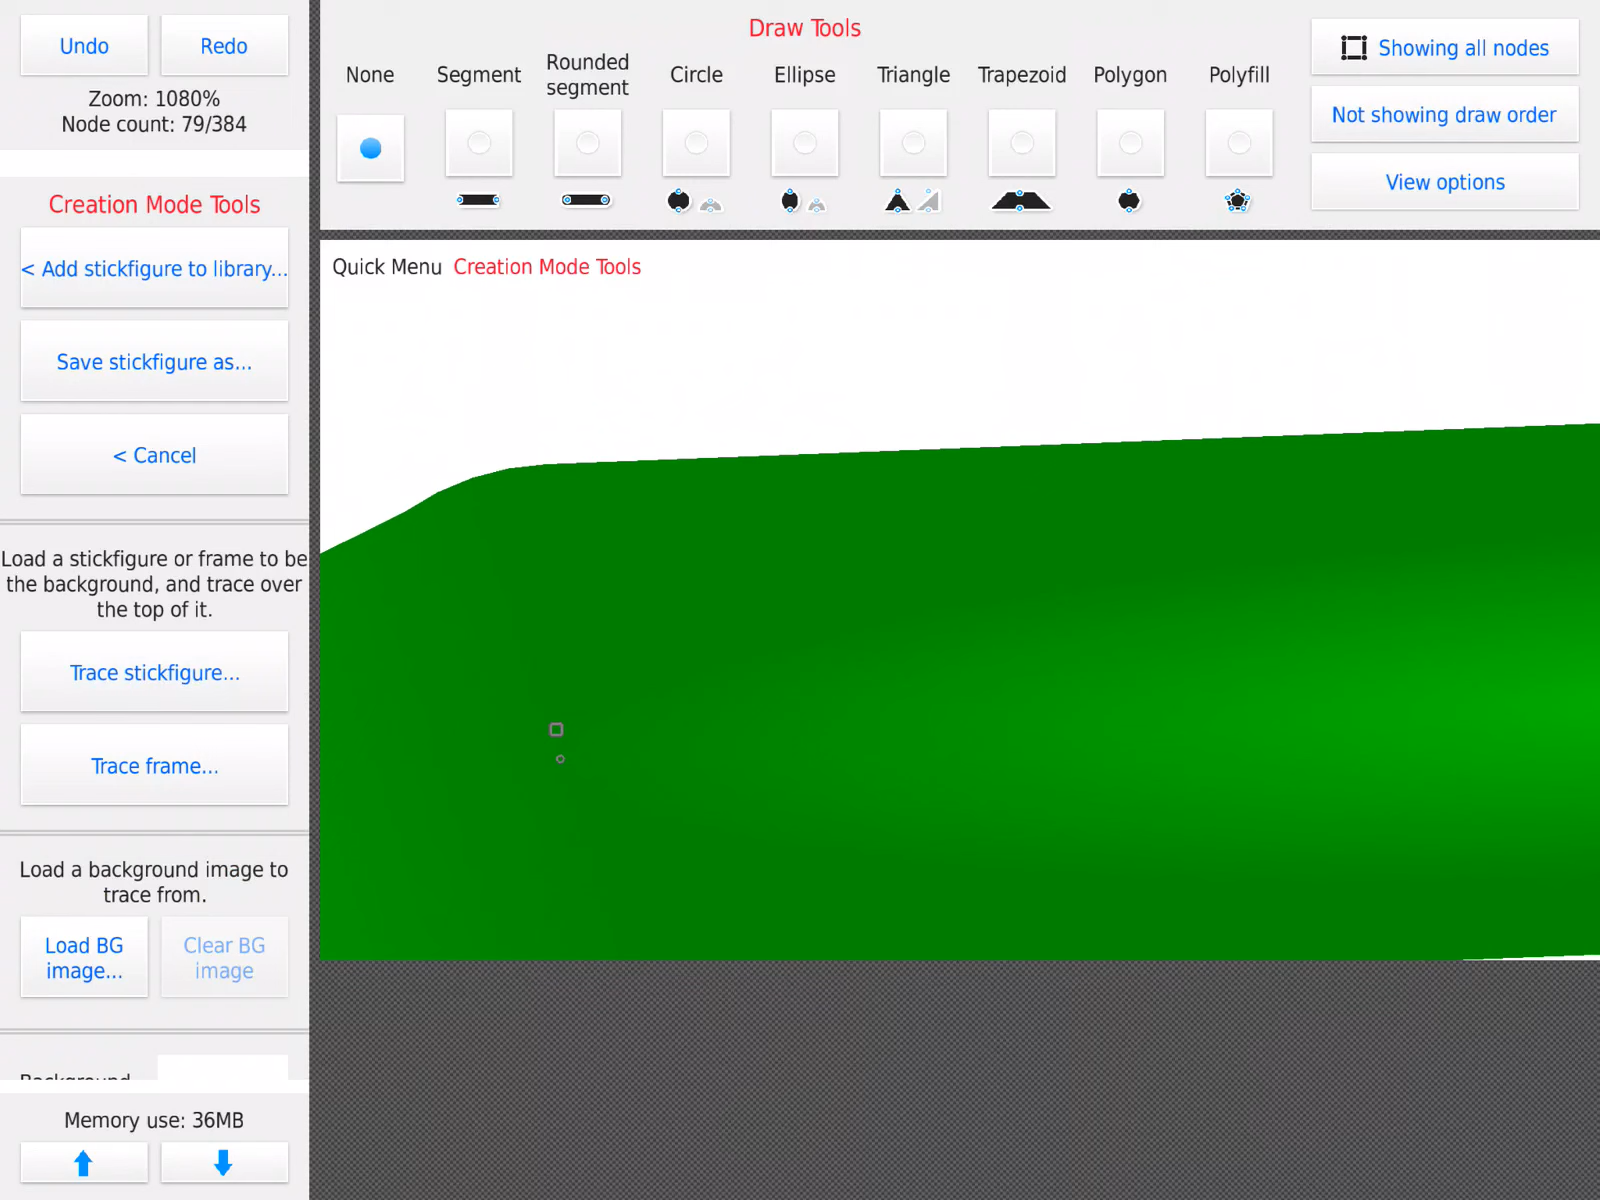 Undo
Redo
Zoom: 1080%
Node count: 79/384
Creation Mode Tools
< Add stickfigure to library...
Save stickfigure as...
< Cancel
Load a stickfigure or frame to be
the background, and trace over
the top of it.
Trace stickfigure...
Trace frame...
Load a background image to
trace from.
Load BG
image...
Clear BG
image
Background
Memory use: 36MB
Draw Tools
None
Segment
Rounded
segment
Circle
Ellipse
Triangle
Trapezoid
Polygon
Polyfill
Showing all nodes
Not showing draw order
View options
Quick Menu
Creation Mode Tools